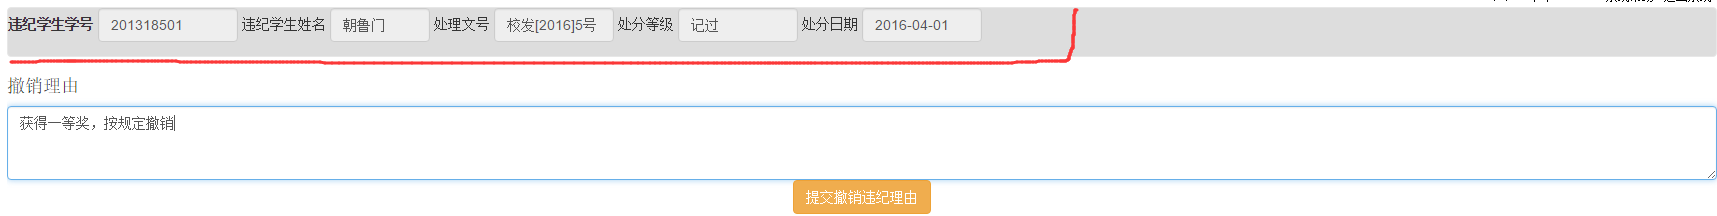 违纪学生学号 201318501 违纪学生姓名 朝鲁门 处理文号 校发[2016]5号 处分等级 记过 处分日期 2016-04-01
撤销理由
获得一等奖，按规定撤销
提交撤销违纪理由